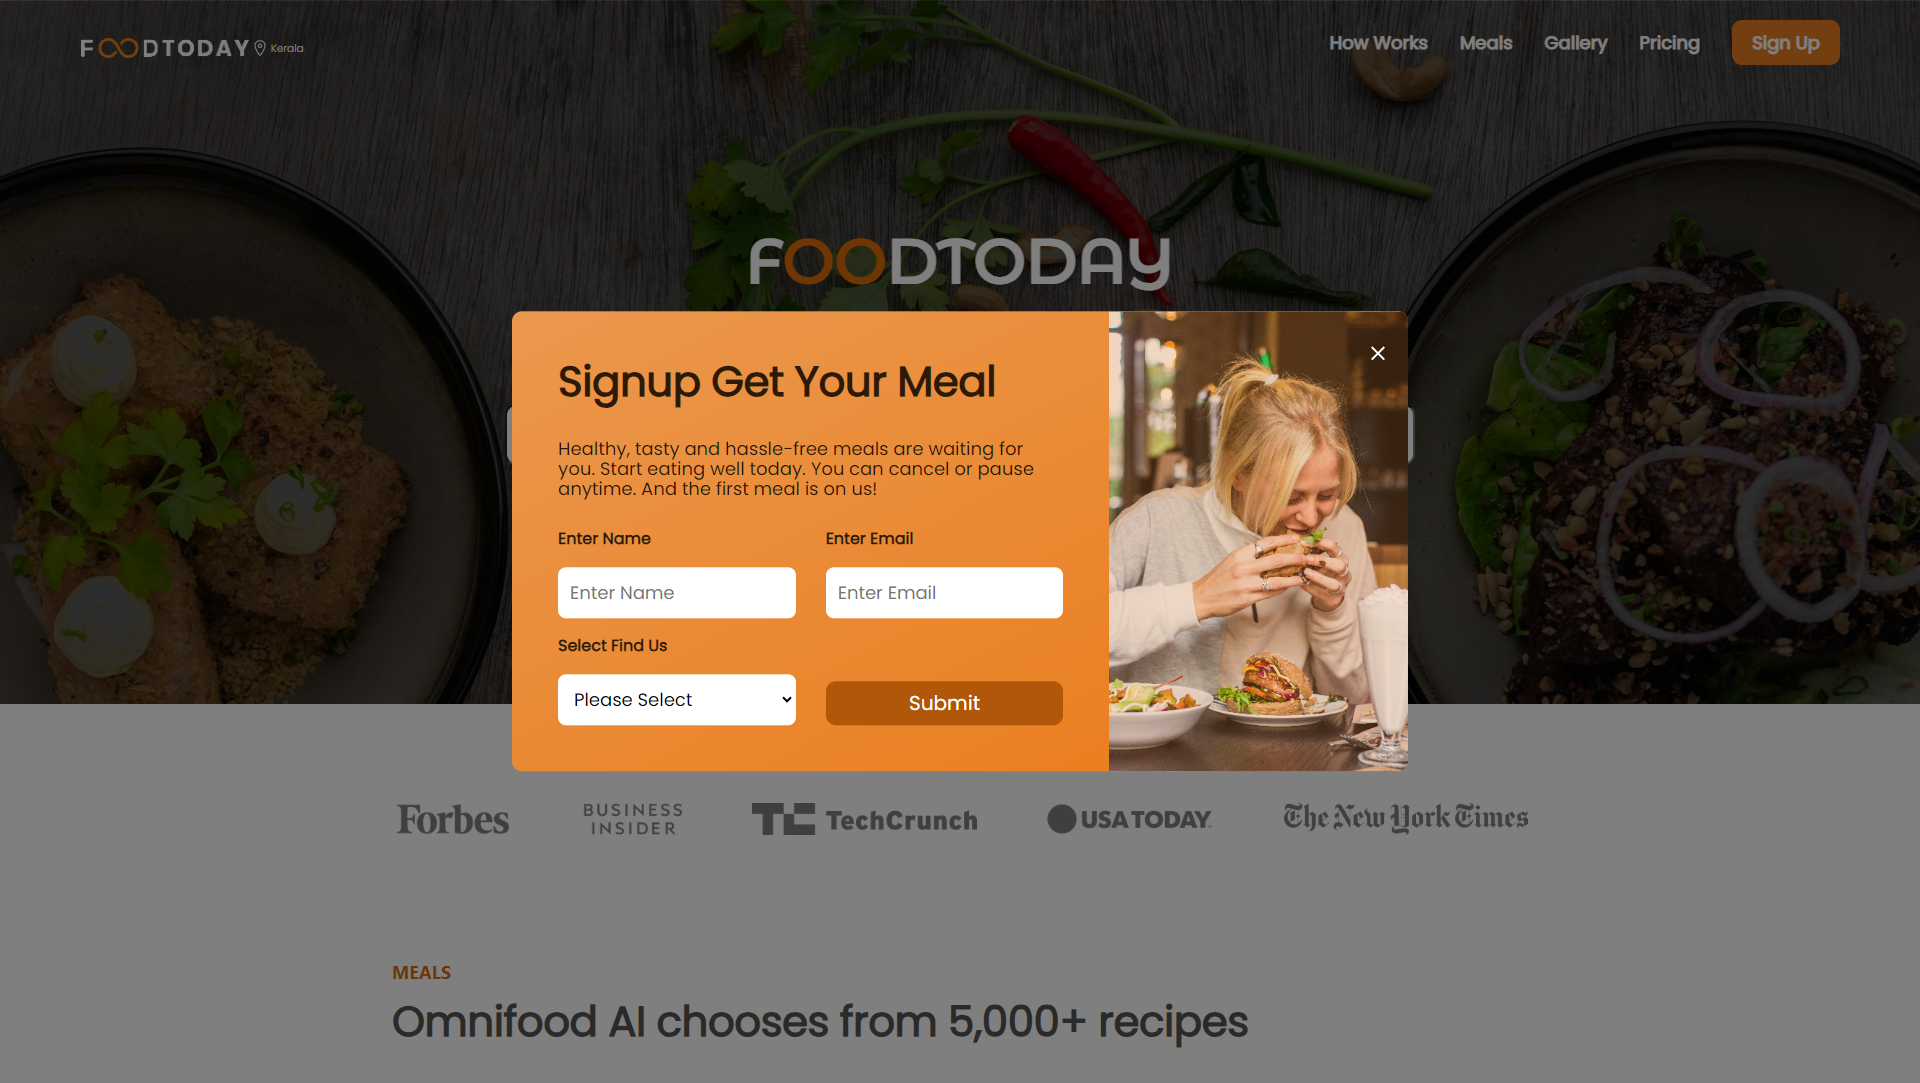 FOODTODAY Kerala
How Works Meals Gallery Pricing Sign Up
FOODTODAY
Signup Get Your Meal
Healthy, tasty and hassle-free meals are waiting for
you. Start eating well today. You can cancel or pause
anytime. And the first meal is on us!
Enter Name Enter Email
Enter Name Enter Email
Select Find Us
Please Select Submit
Forbes BUSINESS INSIDER TC TechCrunch USA TODAY The New York Times
MEALS
Omnifood AI chooses from 5,000+ recipes